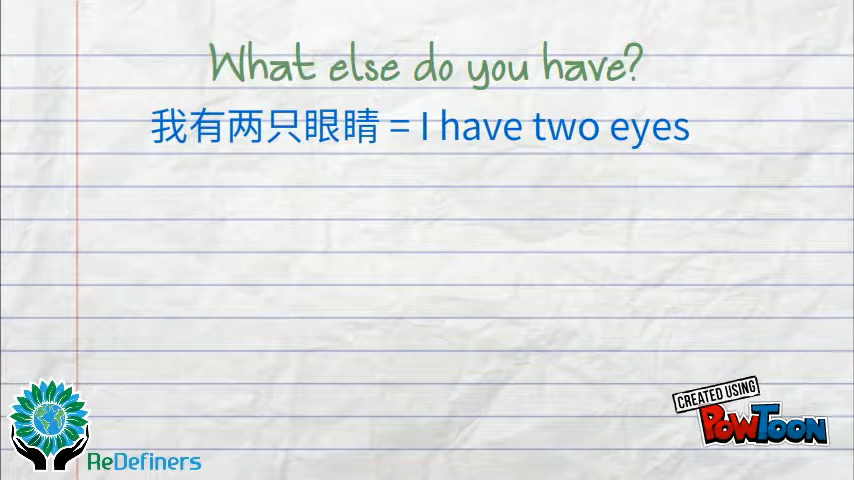 What else do you have?
我有两只眼睛 = I have two eyes
CREATED USING
POWTOON
ReDefiners